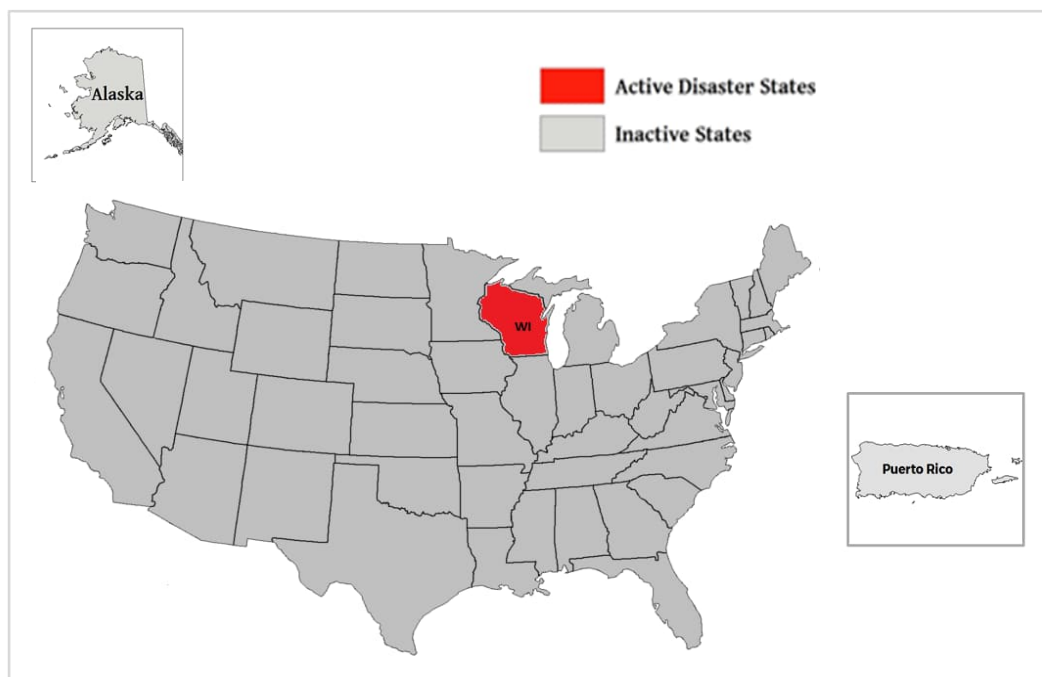 Alaska
Active Disaster States
Inactive States
WI
Puerto Rico